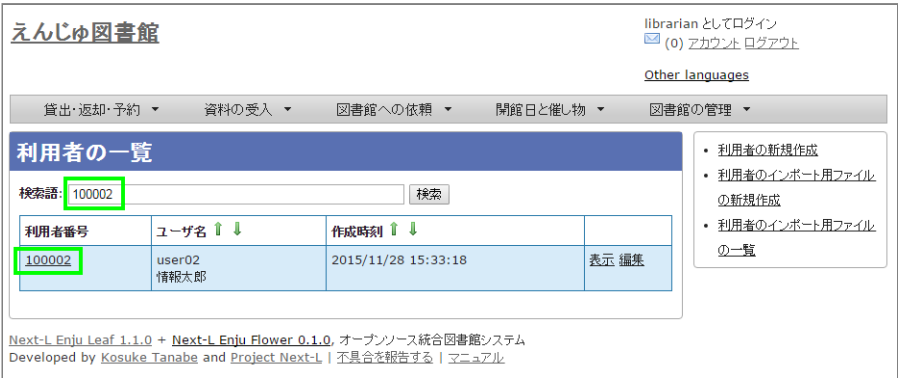 えんじゅ図書館
librarian としてログイン
(0) アカウント ログアウト
Other languages
貸出・返却・予約 ▼ 資料の受入 ▼ 図書館への依頼 ▼ 開館日と催し物 ▼ 図書館の管理 ▼
利用者の一覧
検索語: 100002 検索
利用者番号 ユーザ名 ⇑ ⇓ 作成時刻 ⇑ ⇓
100002 user02 2015/11/28 15:33:18 表示 編集
情報太郎
• 利用者の新規作成
• 利用者のインポート用ファイル
の新規作成
• 利用者のインポート用ファイル
の一覧
Next-L Enju Leaf 1.1.0 + Next-L Enju Flower 0.1.0, オープンソース統合図書館システム
Developed by Kosuke Tanabe and Project Next-L | 不具合を報告する | マニュアル